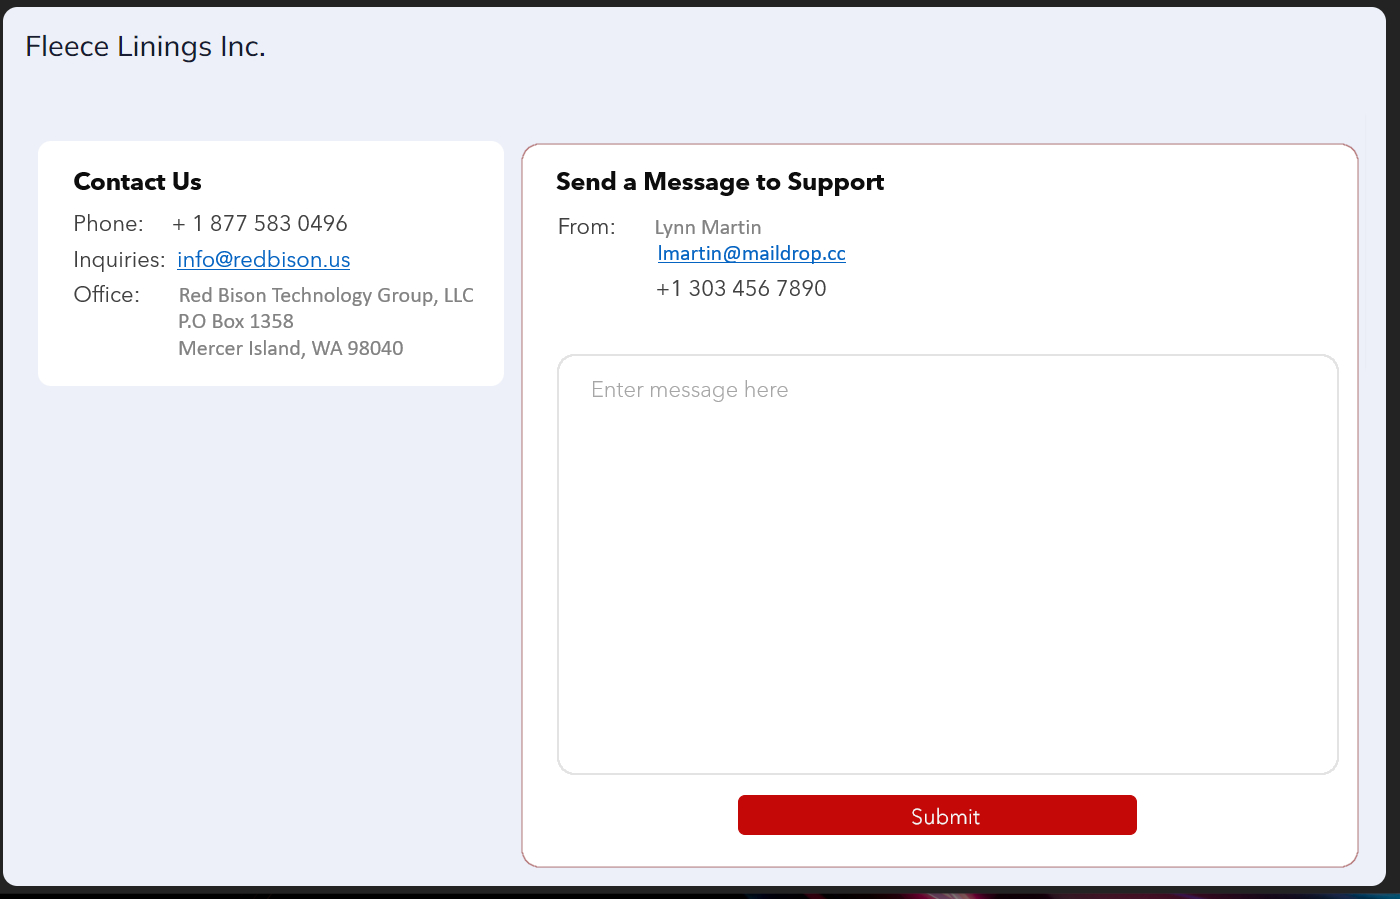 Fleece Linings Inc.
Contact Us
Phone: + 1 877 583 0496
Inquiries: info@redbison.us
Office: Red Bison Technology Group, LLC
P.O Box 1358
Mercer Island, WA 98040
Send a Message to Support
From: Lynn Martin
lmartin@maildrop.cc
+1 303 456 7890
Enter message here
Submit